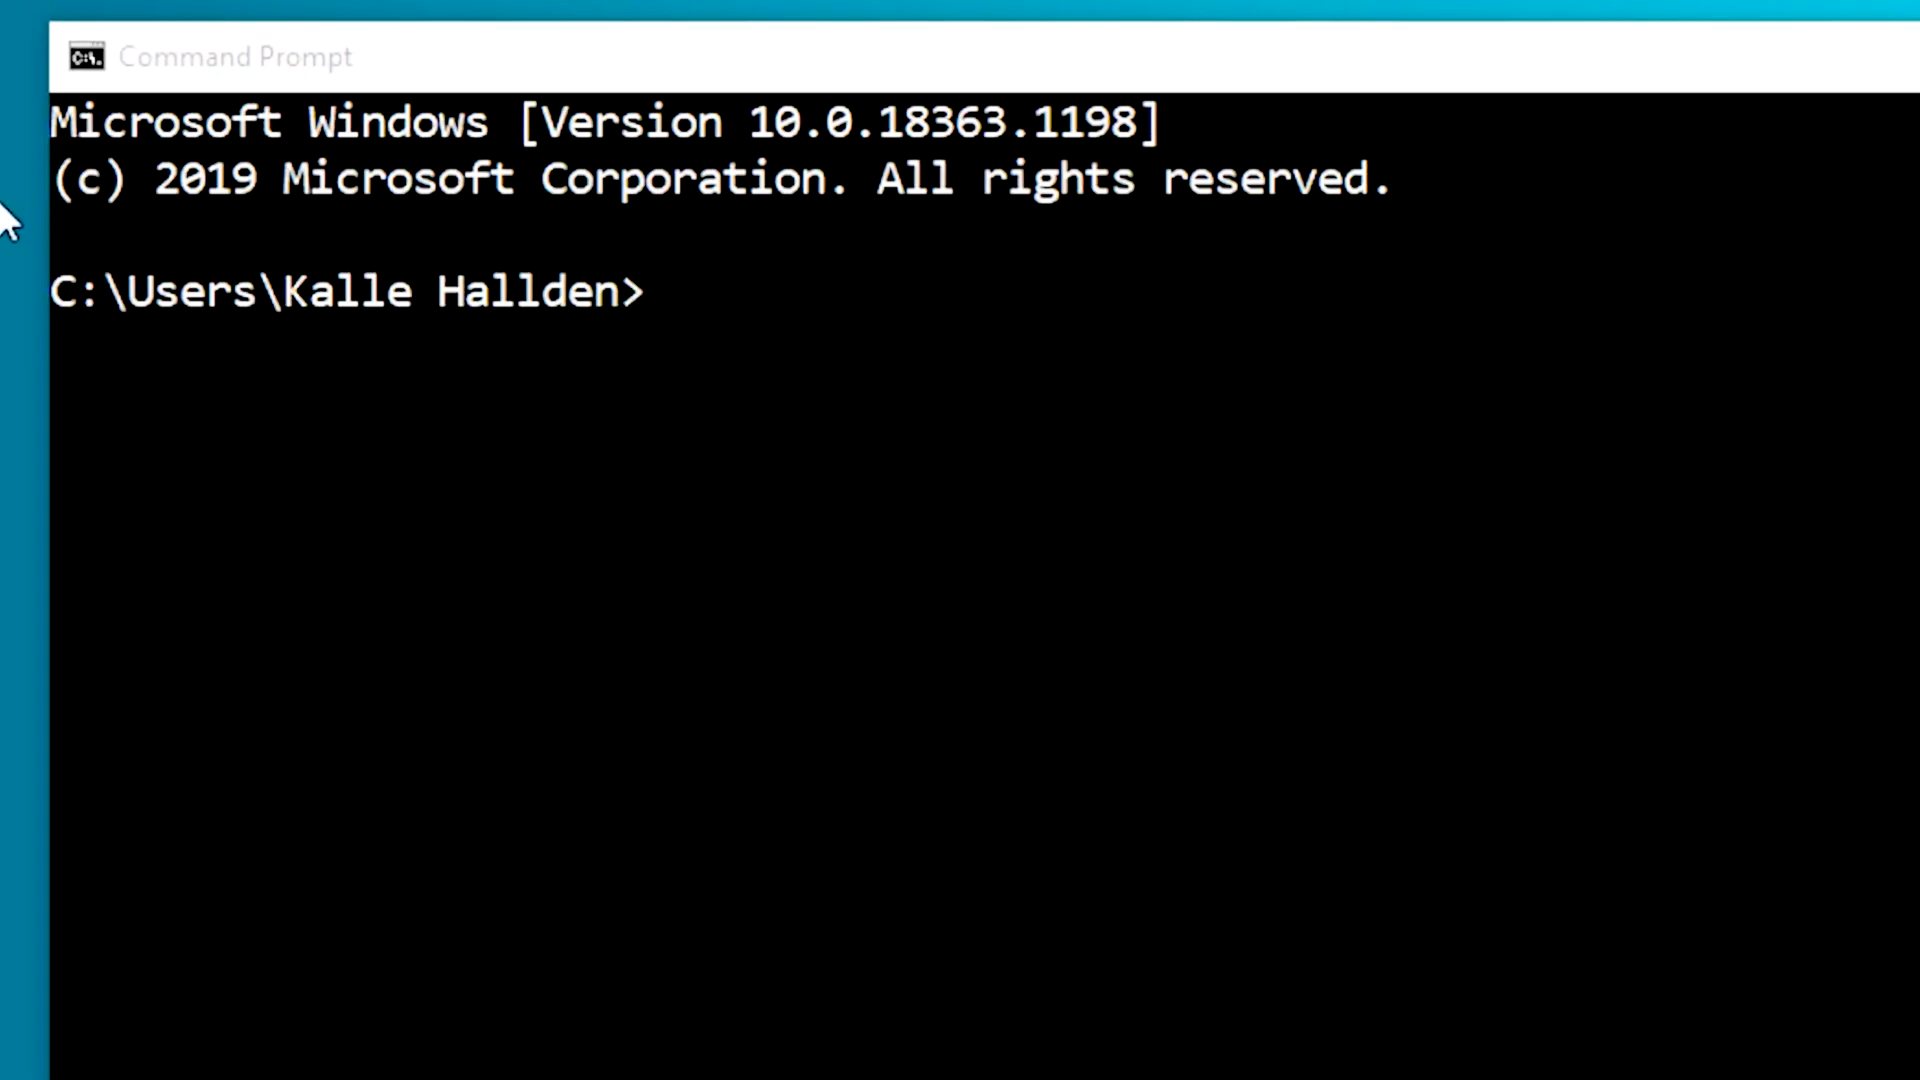 Command Prompt
Microsoft Windows [Version 10.0.18363.1198]
(c) 2019 Microsoft Corporation. All rights reserved.
C:\Users\Kalle Hallden>